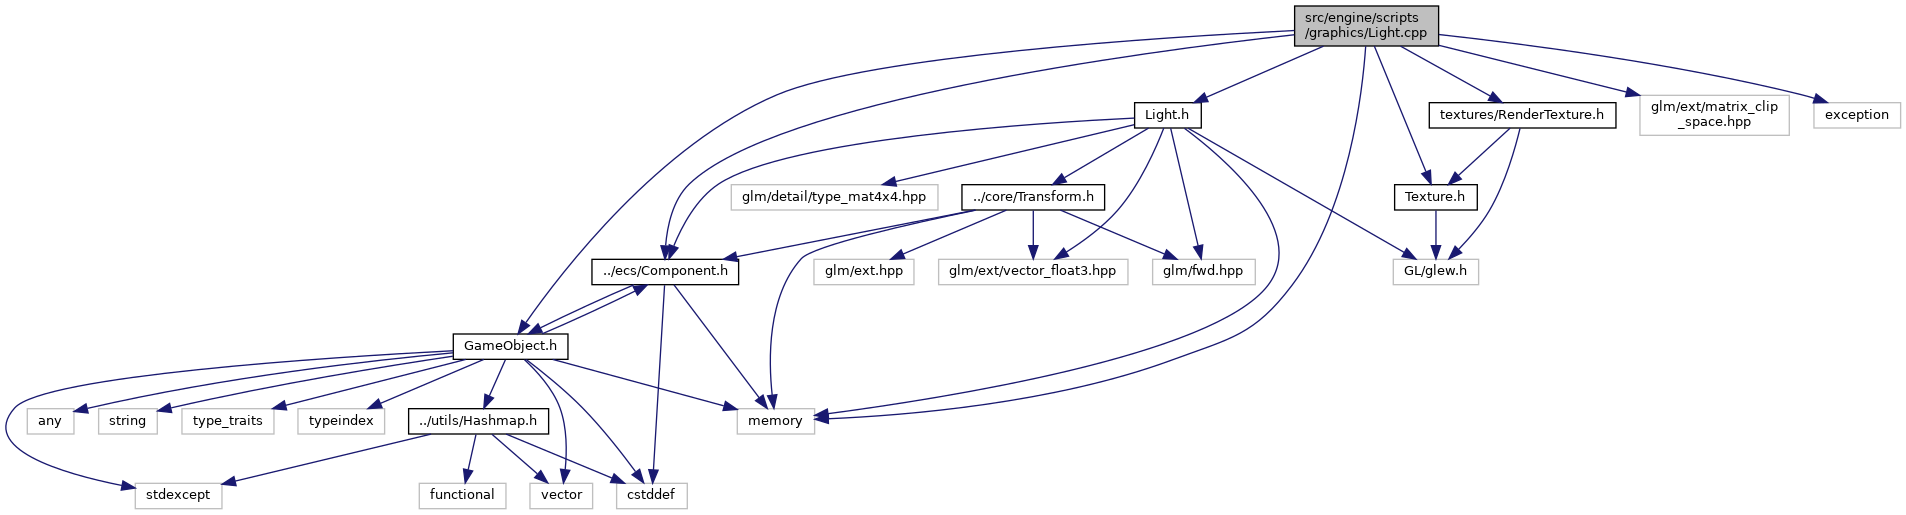 src/engine/scripts
/graphics/Light.cpp
Light.h
textures/RenderTexture.h
glm/ext/matrix_clip
_space.hpp
exception
glm/detail/type_mat4x4.hpp
../core/Transform.h
Texture.h
../ecs/Component.h
glm/ext.hpp
glm/ext/vector_float3.hpp
glm/fwd.hpp
GL/glew.h
GameObject.h
any
string
type_traits
typeindex
../utils/Hashmap.h
memory
stdexcept
functional
vector
cstddef